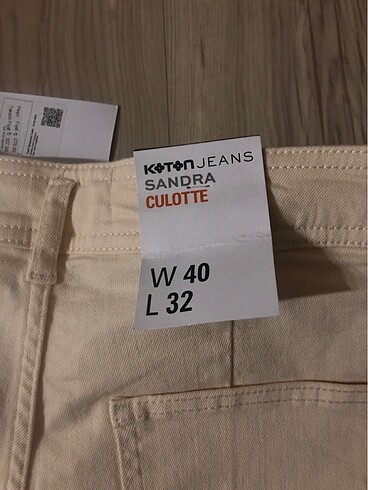 KOTON JEANS
SANDRA
CULOTTE
W 40
L 32